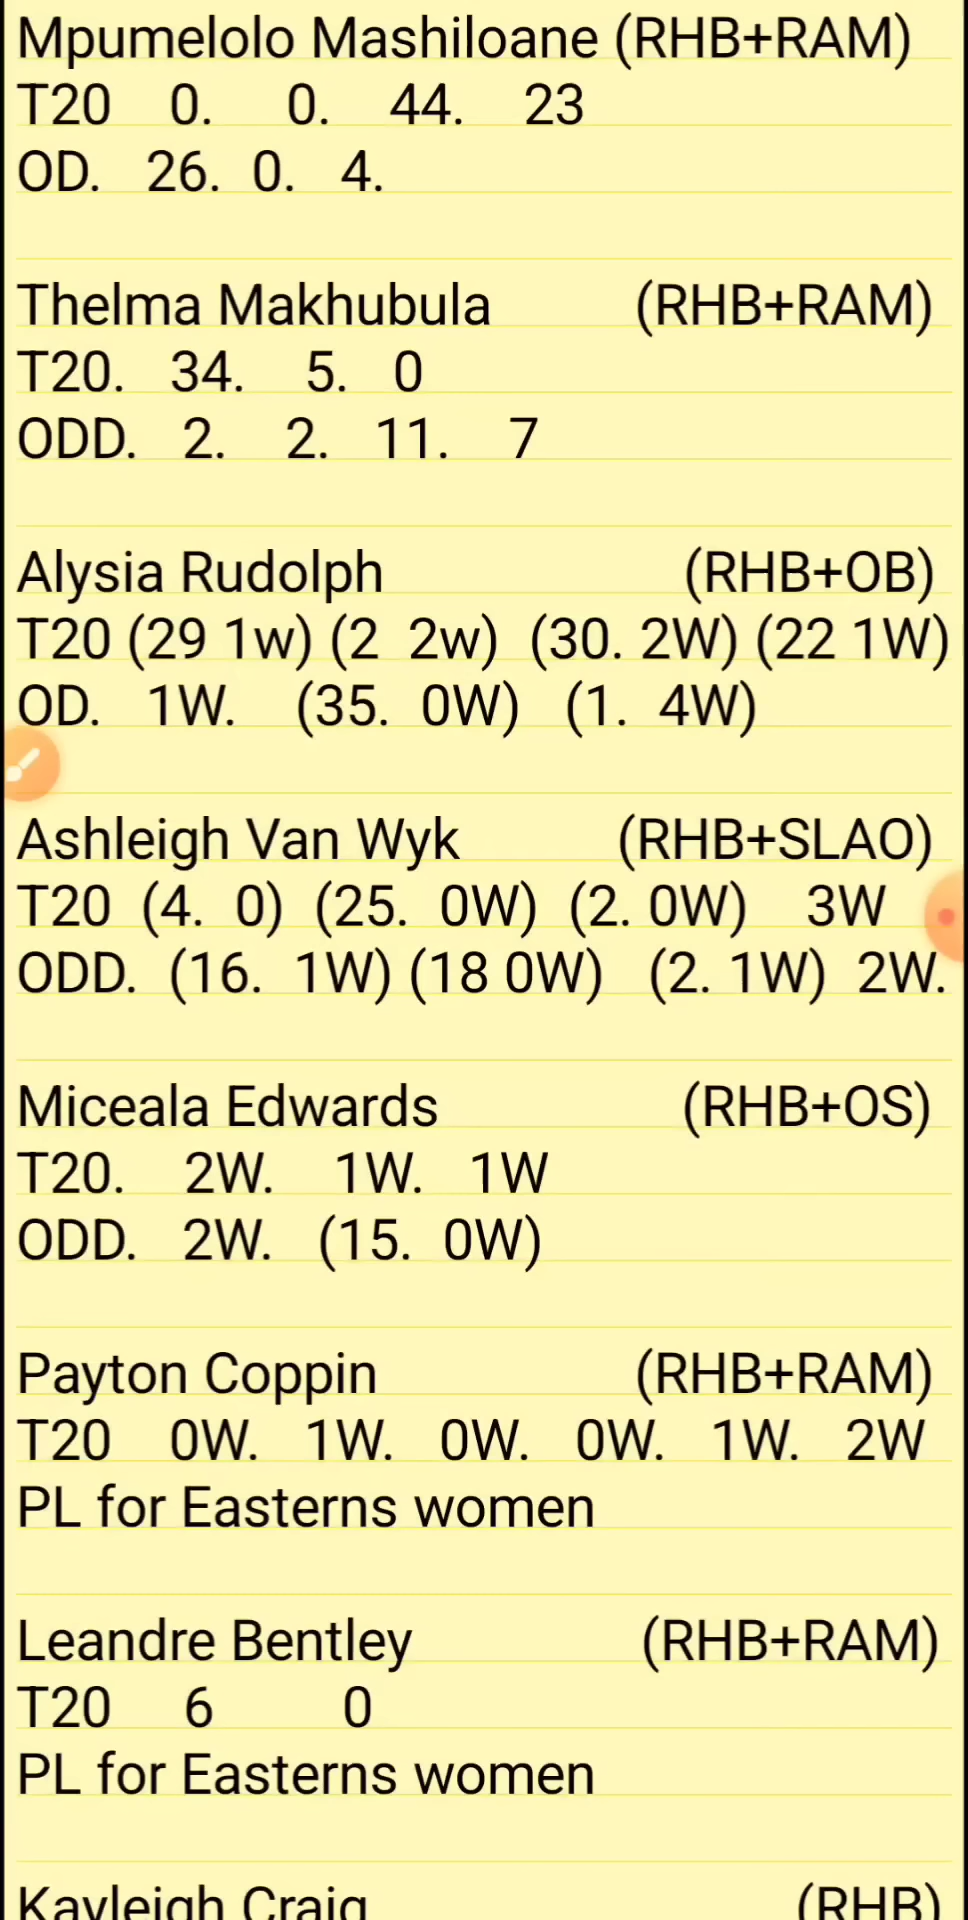 Mpumelolo Mashiloane (RHB+RAM)
T20 0. 0. 44. 23
OD. 26. 0. 4.
Thelma Makhubula (RHB+RAM)
T20. 34. 5. 0
ODD. 2. 2. 11. 7
Alysia Rudolph (RHB+OB)
T20 (29 1w) (2 2w) (30. 2W) (22 1W)
OD. 1W. (35. 0W) (1. 4W)
Ashleigh Van Wyk (RHB+SLAO)
T20 (4. 0) (25. 0W) (2. 0W) 3W
ODD. (16. 1W) (18 0W) (2. 1W) 2W.
Miceala Edwards (RHB+OS)
T20. 2W. 1W. 1W
ODD. 2W. (15. 0W)
Payton Coppin (RHB+RAM)
T20 0W. 1W. 0W. 0W. 1W. 2W
PL for Easterns women
Leandre Bentley (RHB+RAM)
T20 6 0
PL for Easterns women
Kayleigh Craig (RHB)